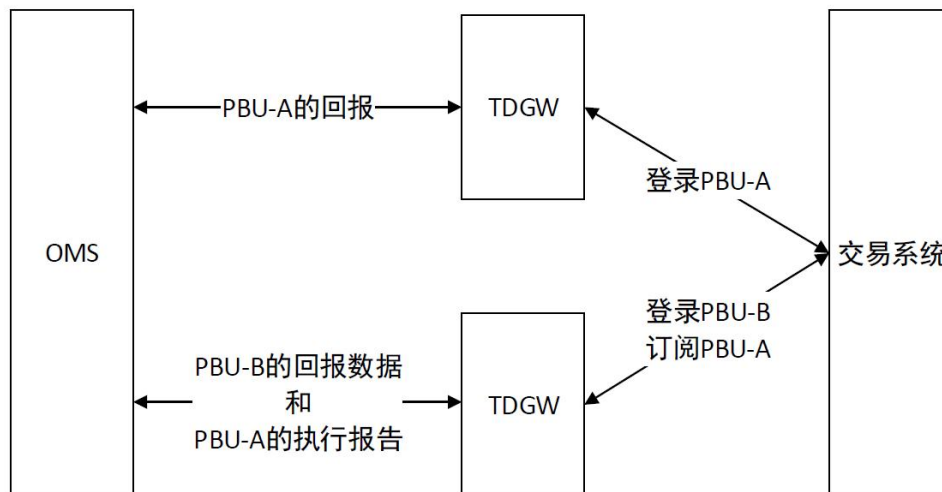 PBU-A的回报
TDGW
登录PBU-A
OMS
交易系统
登录PBU-B
订阅PBU-A
PBU-B的回报数据
和
PBU-A的执行报告
TDGW